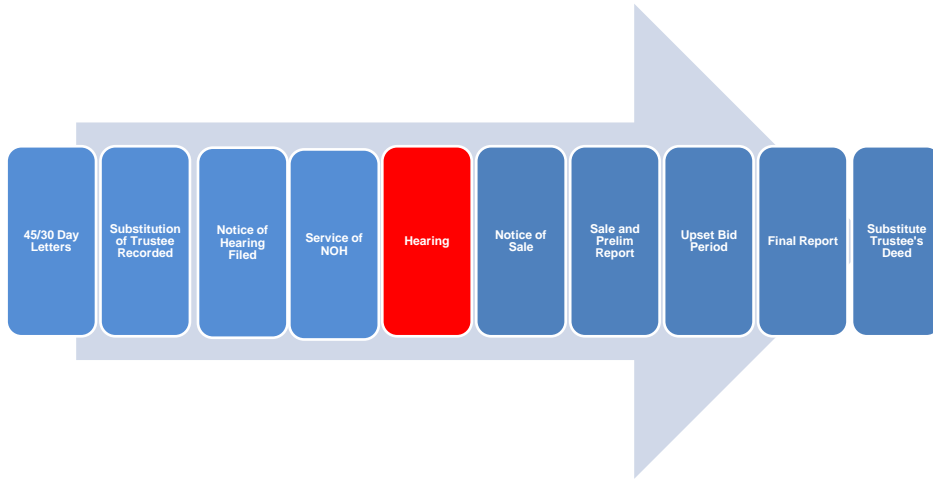 45/30 Day
Letters
Substitution
of Trustee
Recorded
Notice of
Hearing
Filed
Service of
NOH
Hearing
Notice of
Sale
Sale and
Prelim
Report
Upset Bid
Period
Final Report
Substitute
Trustee's
Deed